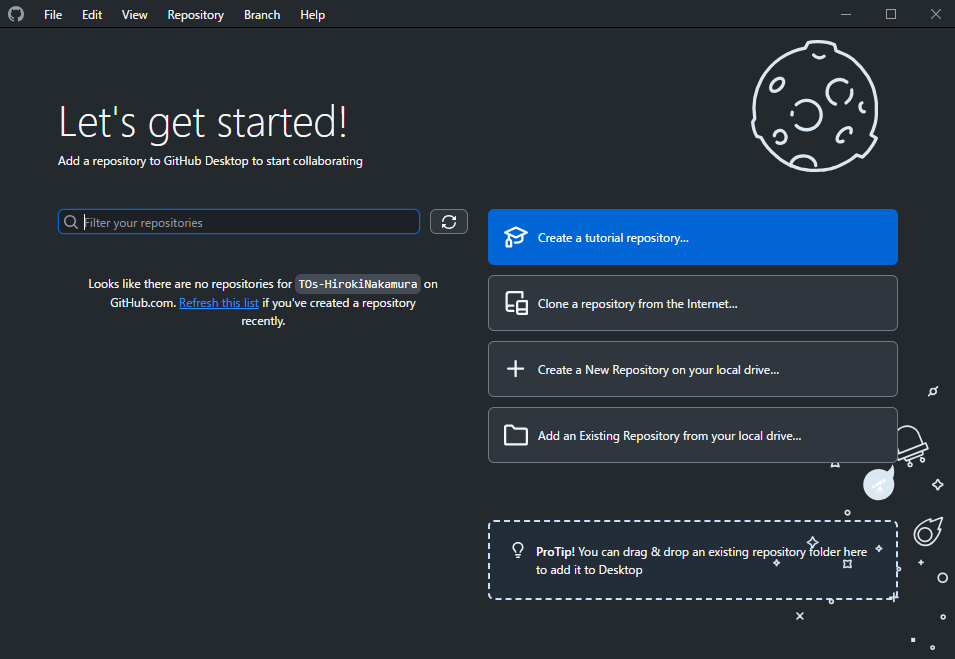 File Edit View Repository Branch Help
Let's get started!
Add a repository to GitHub Desktop to start collaborating
Filter your repositories
Looks like there are no repositories for TOs-HirokiNakamura on
GitHub.com. Refresh this list if you've created a repository
recently.
Create a tutorial repository...
Clone a repository from the Internet...
Create a New Repository on your local drive...
Add an Existing Repository from your local drive...
ProTip! You can drag & drop an existing repository folder here
to add it to Desktop